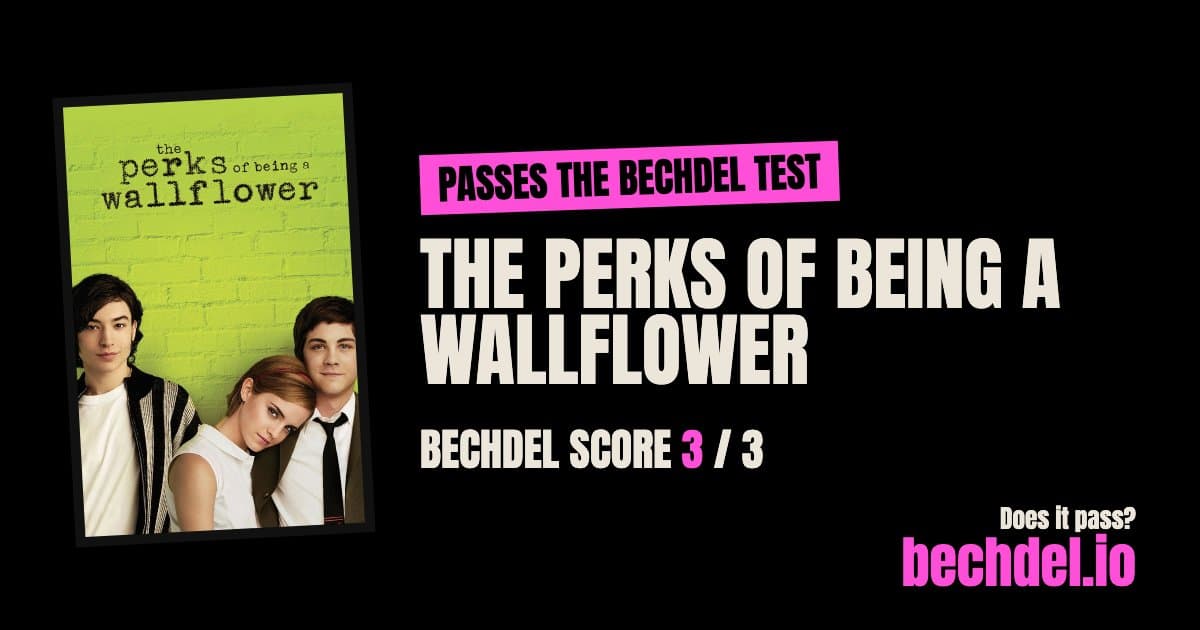 the
perks of being a
wallflower
PASSES THE BECHDEL TEST
THE PERKS OF BEING A
WALLFLOWER
BECHDEL SCORE 3 / 3
Does it pass?
bechdel.io